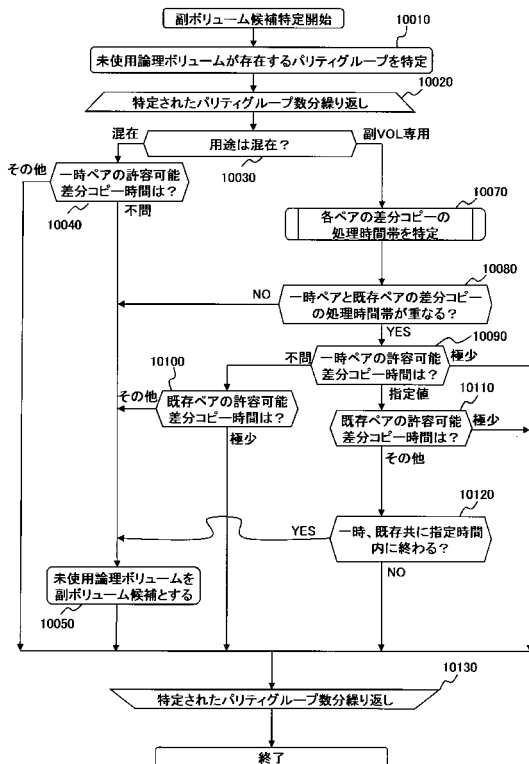 副ボリューム候補特定開始
10010
未使用論理ボリュームが存在するパリティグループを特定
10020
特定されたパリティグループ数分繰り返し
混在
用途は混在？
副VOL専用
10030
その他
一時ペアの許容可能
差分コピー時間は？
10040
不問
10070
各ペアの差分コピーの
処理時間帯を特定
10080
NO
一時ペアと既存ペアの差分コピー
の処理時間帯が重なる？
YES
10090
不問
一時ペアの許容可能
差分コピー時間は？
極少
指定値
10100
その他
既存ペアの許容可能
差分コピー時間は？
極少
10110
既存ペアの許容可能
差分コピー時間は？
極少
その他
10120
YES
一時、既存共に指定時間
内に終わる？
NO
未使用論理ボリュームを
副ボリューム候補とする
10050
10130
特定されたパリティグループ数分繰り返し
終了